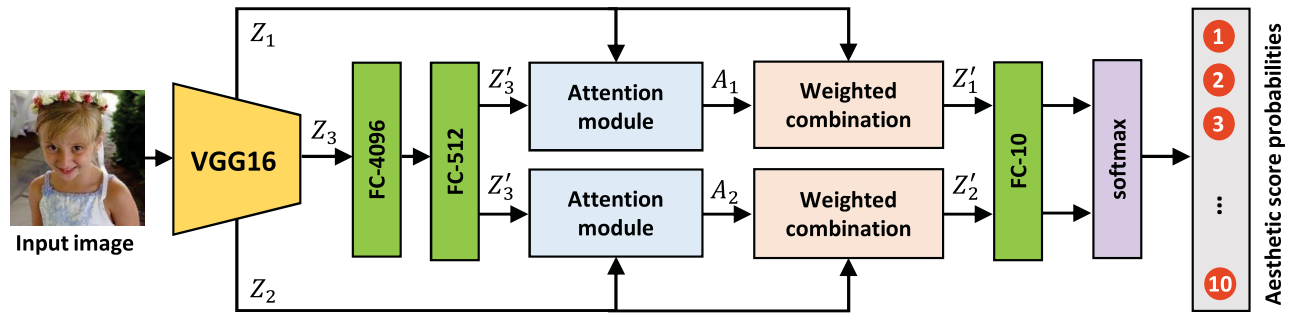 Z₁
Z₃
Z₂
Input image
VGG16
FC-4096
FC-512
Z′₃
Z′₃
Attention
module
Attention
module
A₁
A₂
Weighted
combination
Weighted
combination
Z′₁
Z′₂
FC-10
softmax
1
2
3
...
10
Aesthetic score probabilities